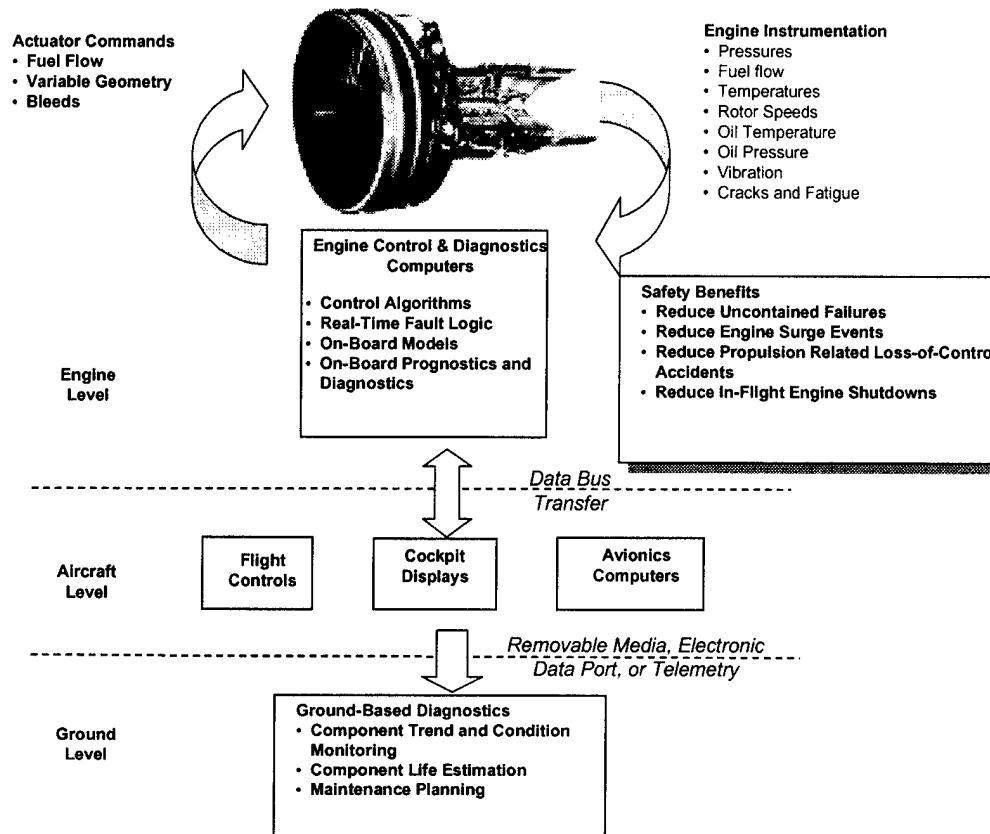 Actuator Commands
• Fuel Flow
• Variable Geometry
• Bleeds
Engine Instrumentation
• Pressures
• Fuel flow
• Temperatures
• Rotor Speeds
• Oil Temperature
• Oil Pressure
• Vibration
• Cracks and Fatigue
Engine Control & Diagnostics
Computers
• Control Algorithms
• Real-Time Fault Logic
• On-Board Models
• On-Board Prognostics and
Diagnostics
Safety Benefits
• Reduce Uncontained Failures
• Reduce Engine Surge Events
• Reduce Propulsion Related Loss-of-Contro
Accidents
• Reduce In-Flight Engine Shutdowns
Engine
Level
Data Bus
Transfer
Aircraft
Level
Flight
Controls
Cockpit
Displays
Avionics
Computers
Removable Media, Electronic
Data Port, or Telemetry
Ground
Level
Ground-Based Diagnostics
• Component Trend and Condition
Monitoring
• Component Life Estimation
• Maintenance Planning